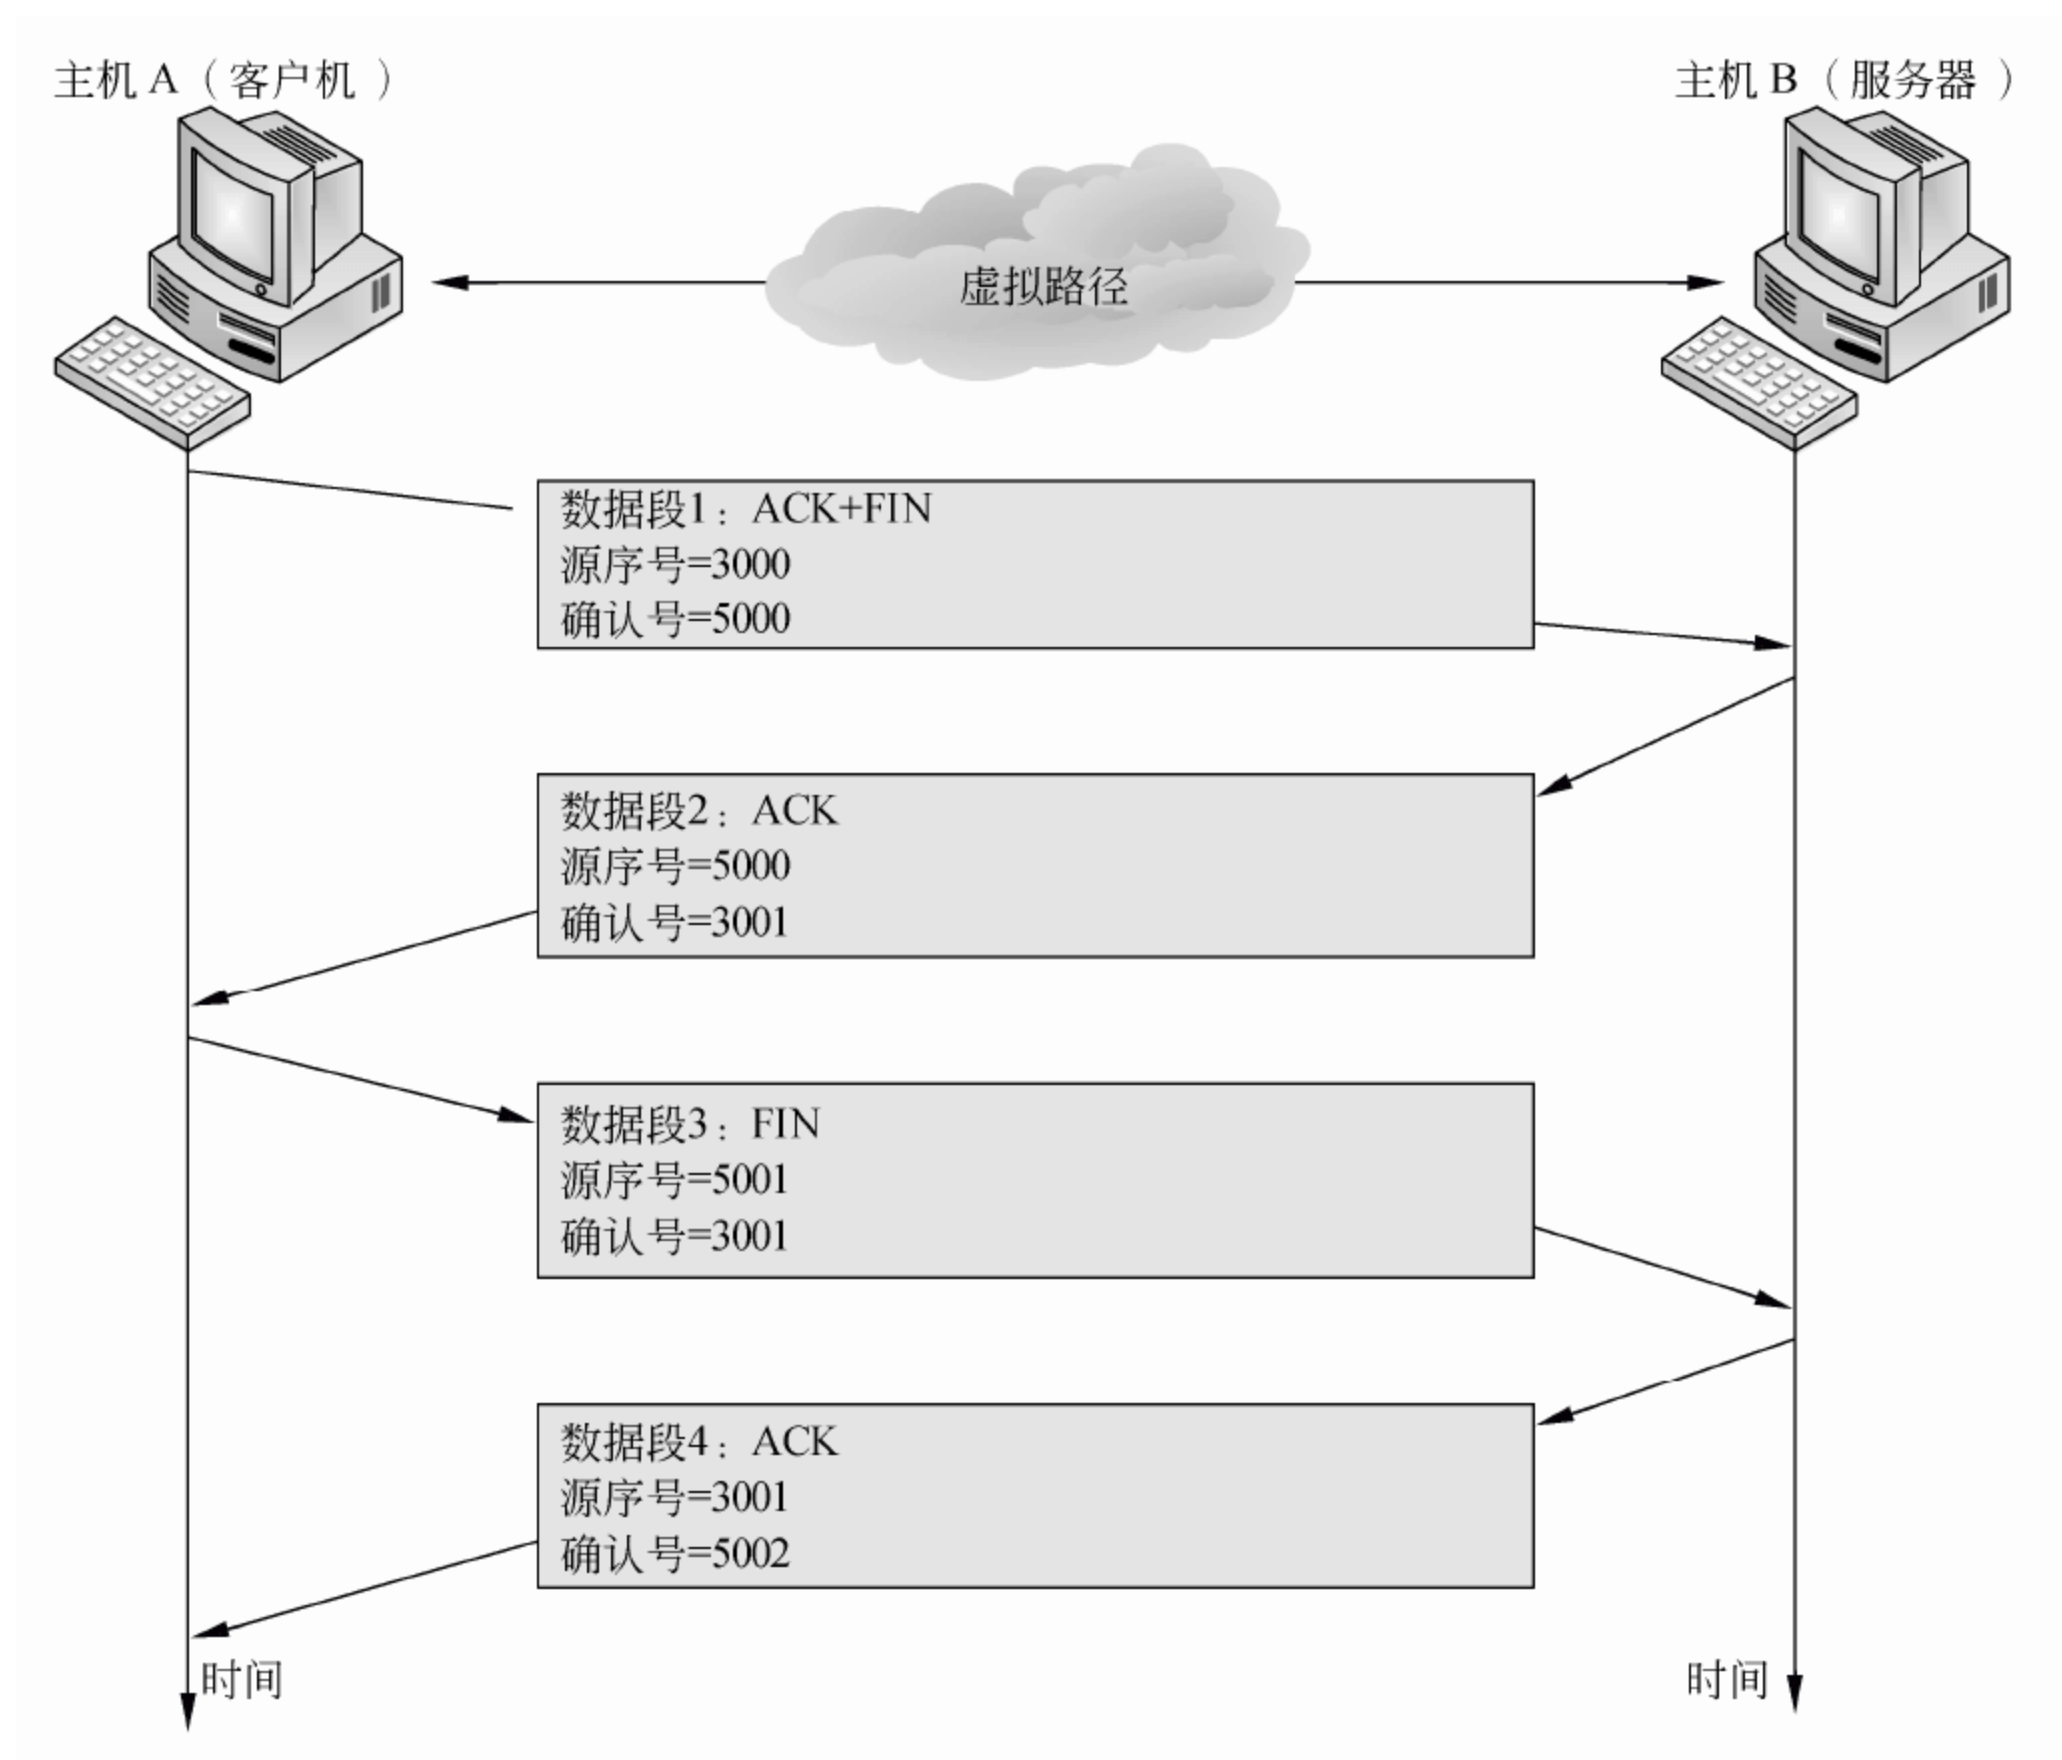 主机 A（客户机 ）
主机 B（服务器 ）
虚拟路径
数据段1：ACK+FIN
源序号=3000
确认号=5000
数据段2：ACK
源序号=5000
确认号=3001
数据段3：FIN
源序号=5001
确认号=3001
数据段4：ACK
源序号=3001
确认号=5002
时间
时间